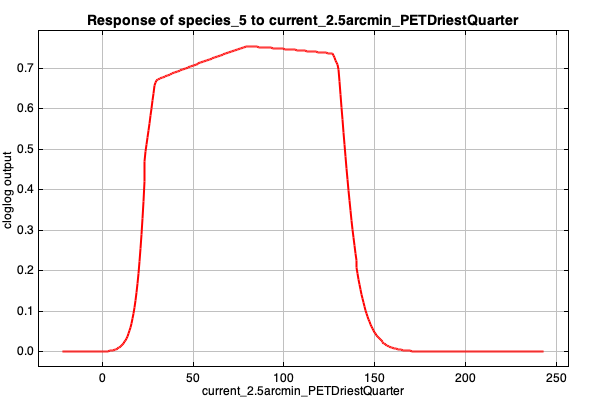 Response of species_5 to current_2.5arcmin_PETDriestQuarter
cloglog output
0.7
0.6
0.5
0.4
0.3
0.2
0.1
0.0
0 50 100 150 200 250
current_2.5arcmin_PETDriestQuarter